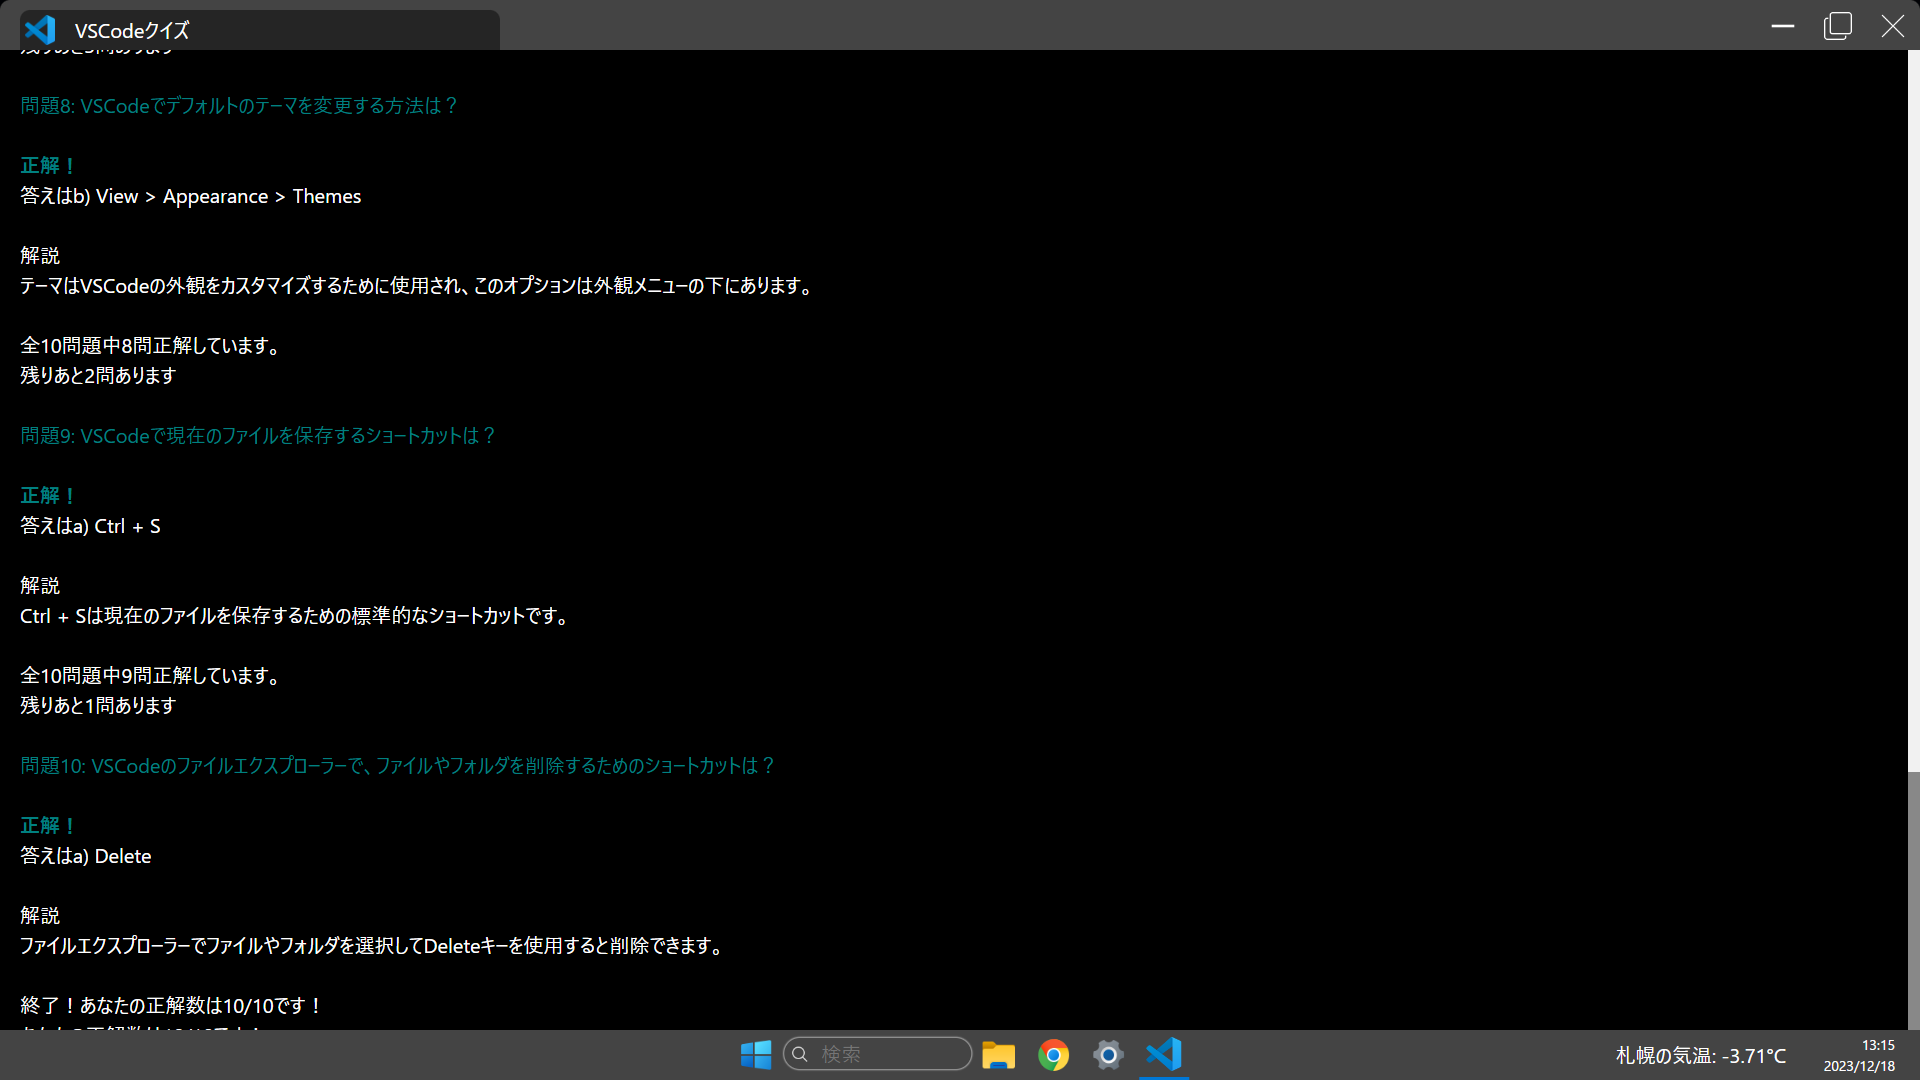 VSCodeクイズ
問題8: VSCodeでデフォルトのテーマを変更する方法は？
正解！
答えはb) View > Appearance > Themes
解説
テーマはVSCodeの外観をカスタマイズするために使用され、このオプションは外観メニューの下にあります。
全10問題中8問正解しています。
残りあと2問あります
問題9: VSCodeで現在のファイルを保存するショートカットは？
正解！
答えはa) Ctrl + S
解説
Ctrl + Sは現在のファイルを保存するための標準的なショートカットです。
全10問題中9問正解しています。
残りあと1問あります
問題10: VSCodeのファイルエクスプローラーで、ファイルやフォルダを削除するためのショートカットは？
正解！
答えはa) Delete
解説
ファイルエクスプローラーでファイルやフォルダを選択してDeleteキーを使用すると削除できます。
終了！あなたの正解数は10/10です！
検索
札幌の気温: -3.71°C
13:15
2023/12/18